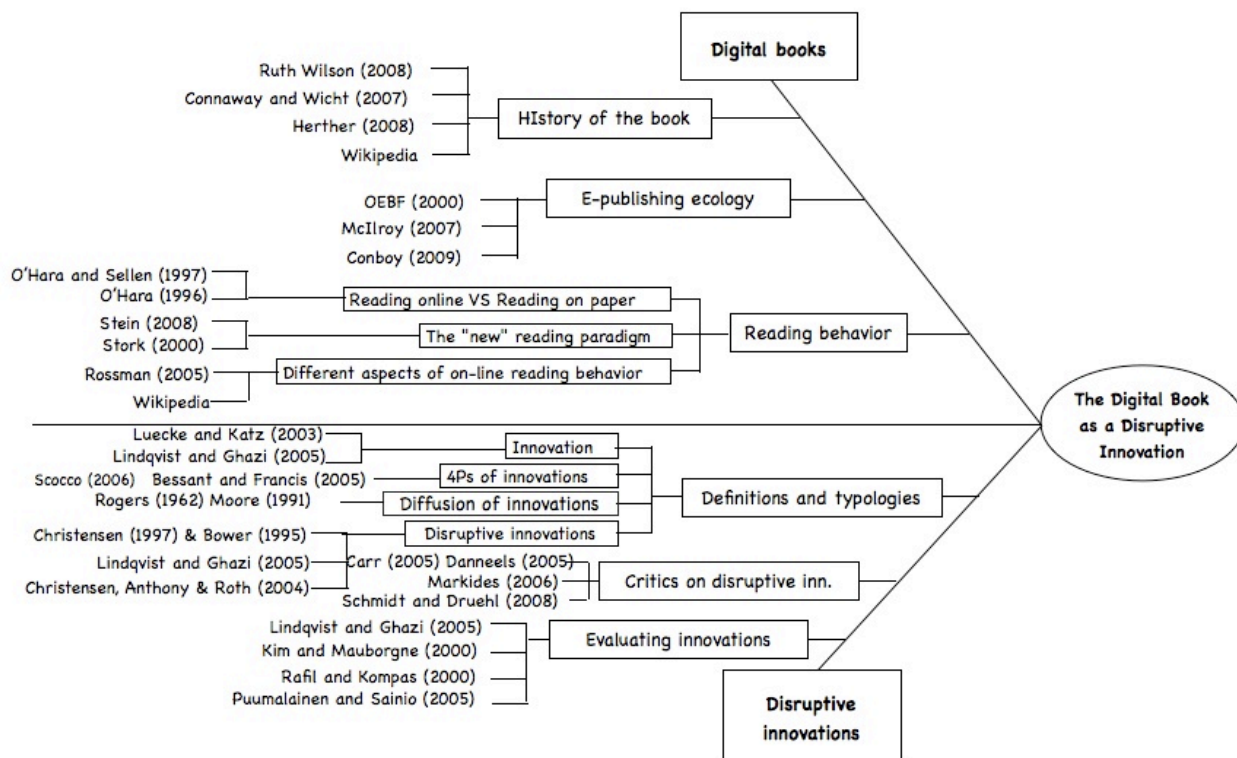 Digital books
Ruth Wilson (2008)
Connaway and Wicht (2007)
Herther (2008)
Wikipedia
HIstory of the book
OEBF (2000)
McIlroy (2007)
Conboy (2009)
E-publishing ecology
O'Hara and Sellen (1997)
O'Hara (1996)
Reading online VS Reading on paper
Stein (2008)
Stork (2000)
The "new" reading paradigm
Reading behavior
Rossman (2005)
Wikipedia
Different aspects of on-line reading behavior
The Digital Book
as a Disruptive
Innovation
Luecke and Katz (2003)
Lindqvist and Ghazi (2005)
Innovation
Scocco (2006) Bessant and Francis (2005)
4Ps of innovations
Rogers (1962) Moore (1991)
Diffusion of innovations
Definitions and typologies
Christensen (1997) & Bower (1995)
Lindqvist and Ghazi (2005)
Christensen, Anthony & Roth (2004)
Disruptive innovations
Carr (2005) Danneels (2005)
Markides (2006)
Schmidt and Druehl (2008)
Critics on disruptive inn.
Lindqvist and Ghazi (2005)
Kim and Mauborgne (2000)
Rafil and Kompas (2000)
Puumalainen and Sainio (2005)
Evaluating innovations
Disruptive
innovations